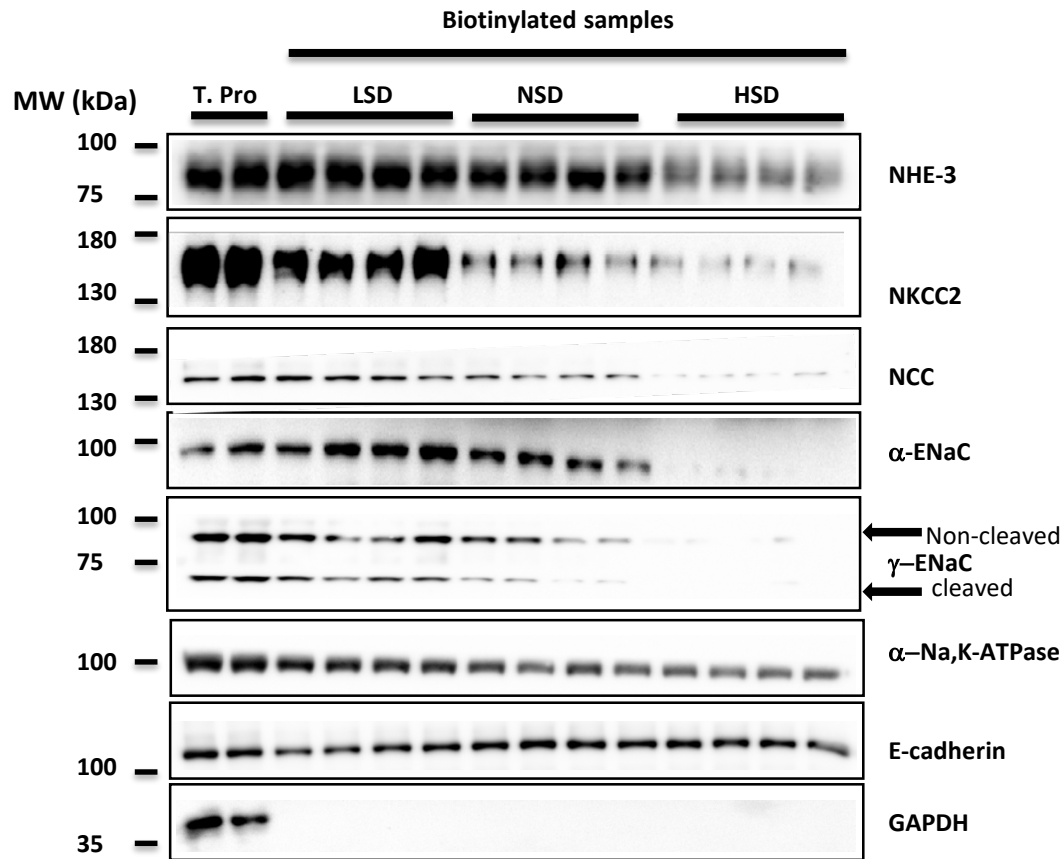 Biotinylated samples
MW (kDa)
T. Pro
LSD
NSD
HSD
100
75
NHE-3
180
130
NKCC2
180
130
NCC
100
α-ENaC
100
75
Non-cleaved
γ–ENaC
cleaved
100
α–Na,K-ATPase
100
E-cadherin
35
GAPDH